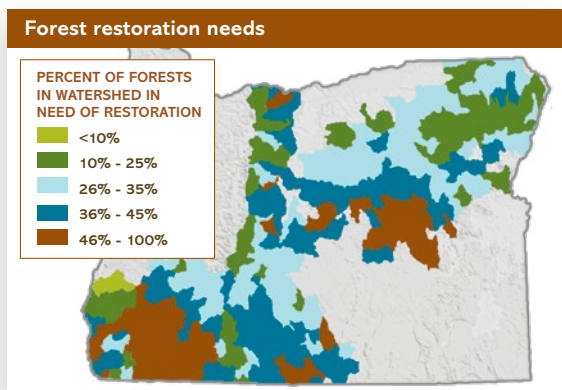 Forest restoration needs
PERCENT OF FORESTS
IN WATERSHED IN
NEED OF RESTORATION
<10%
10% - 25%
26% - 35%
36% - 45%
46% - 100%